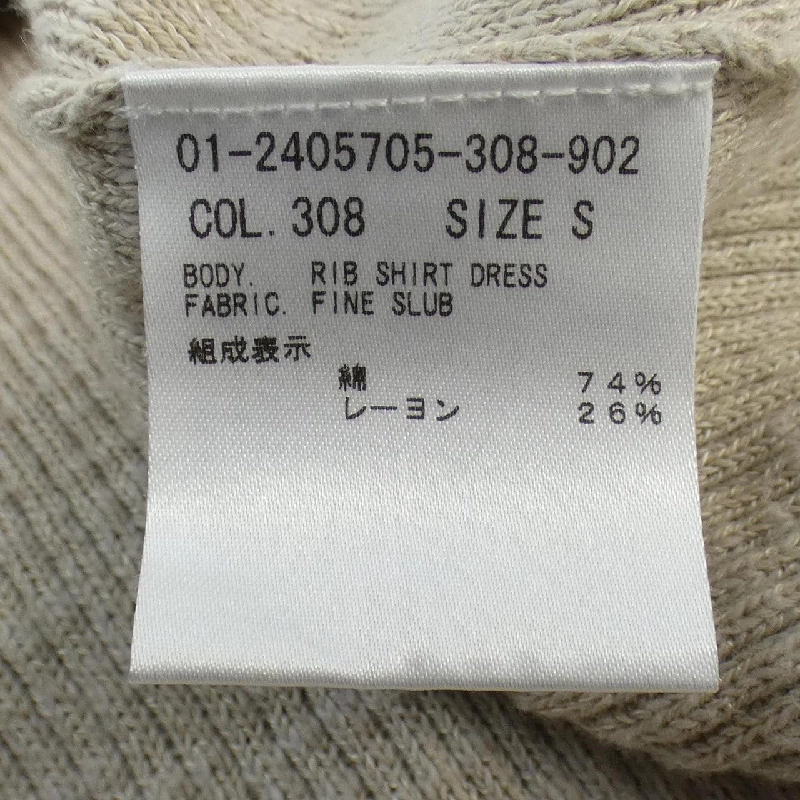 01-2405705-308-902
COL. 308 SIZE S
BODY. RIB SHIRT DRESS
FABRIC. FINE SLUB
組成表示
綿 74%
レーヨン 26%